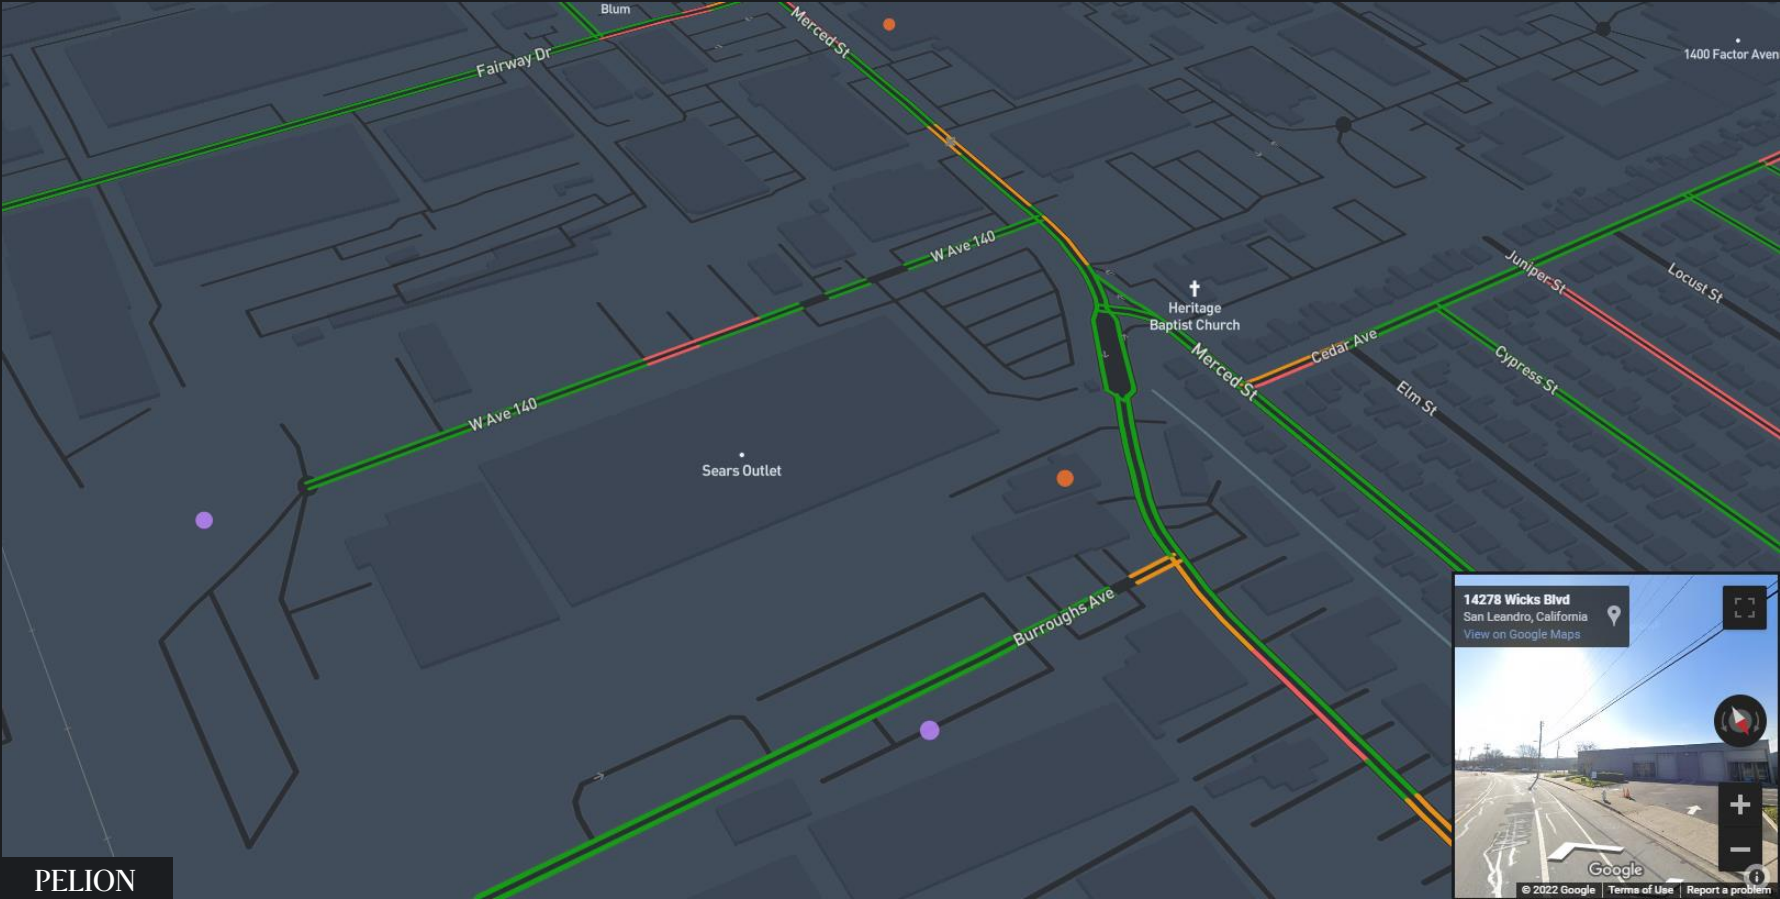 Blum
Merced St
Fairway Dr
1400 Factor Aven
W Ave 140
Heritage
Baptist Church
Juniper St
Locust St
Cedar Ave
Merced St
Cypress St
Elm St
W Ave 140
Sears Outlet
Burroughs Ave
14278 Wicks Blvd
San Leandro, California
View on Google Maps
Google
© 2022 Google
Terms of Use
Report a problem
PELION